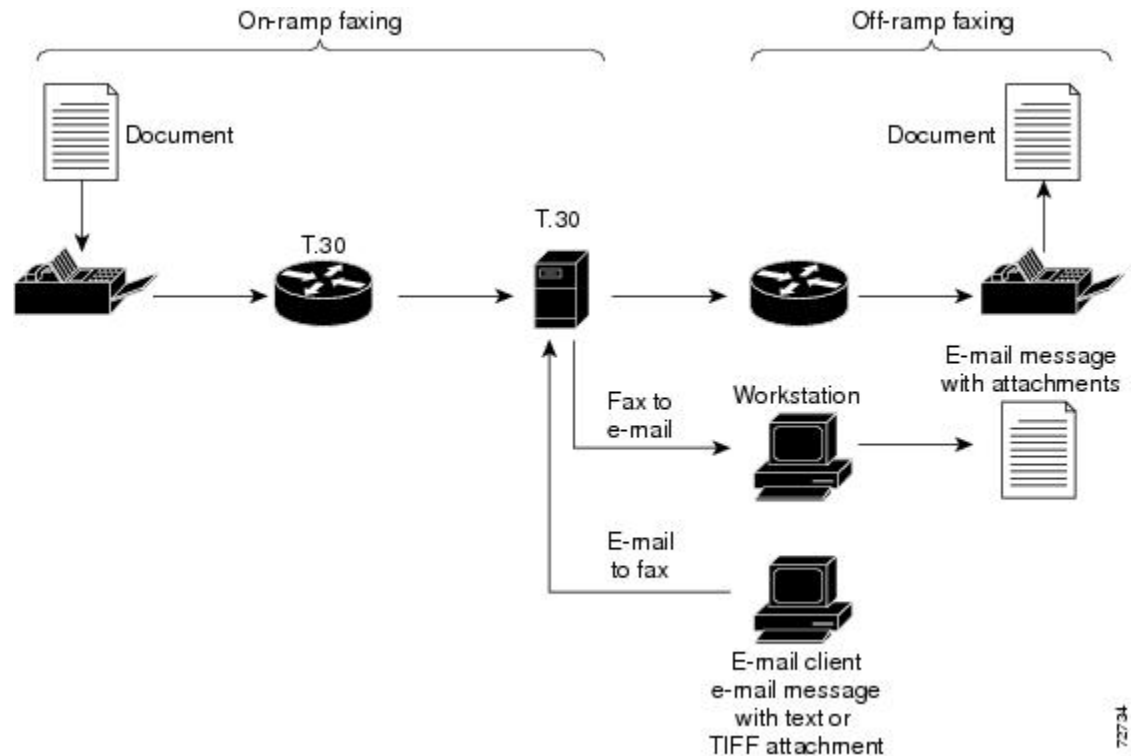 On-ramp faxing
Off-ramp faxing
Document
Document
T.30
T.30
E-mail message
with attachments
Fax to
e-mail
Workstation
E-mail
to fax
E-mail client
e-mail message
with text or
TIFF attachment
72734